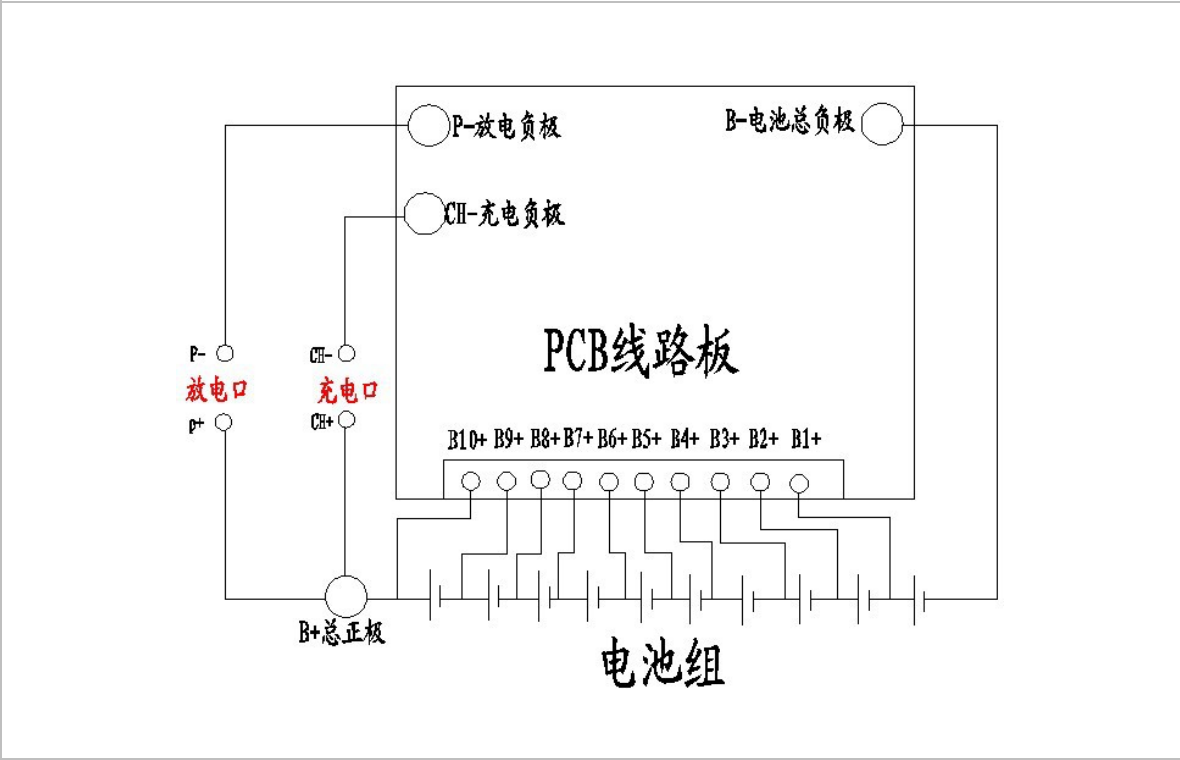 P-放电负极
B-电池总负极
CH-充电负极
PCB线路板
P-
放电口
p+
CH-
充电口
CH+
B10+ B9+ B8+ B7+ B6+ B5+ B4+ B3+ B2+ B1+
B+总正极
电池组